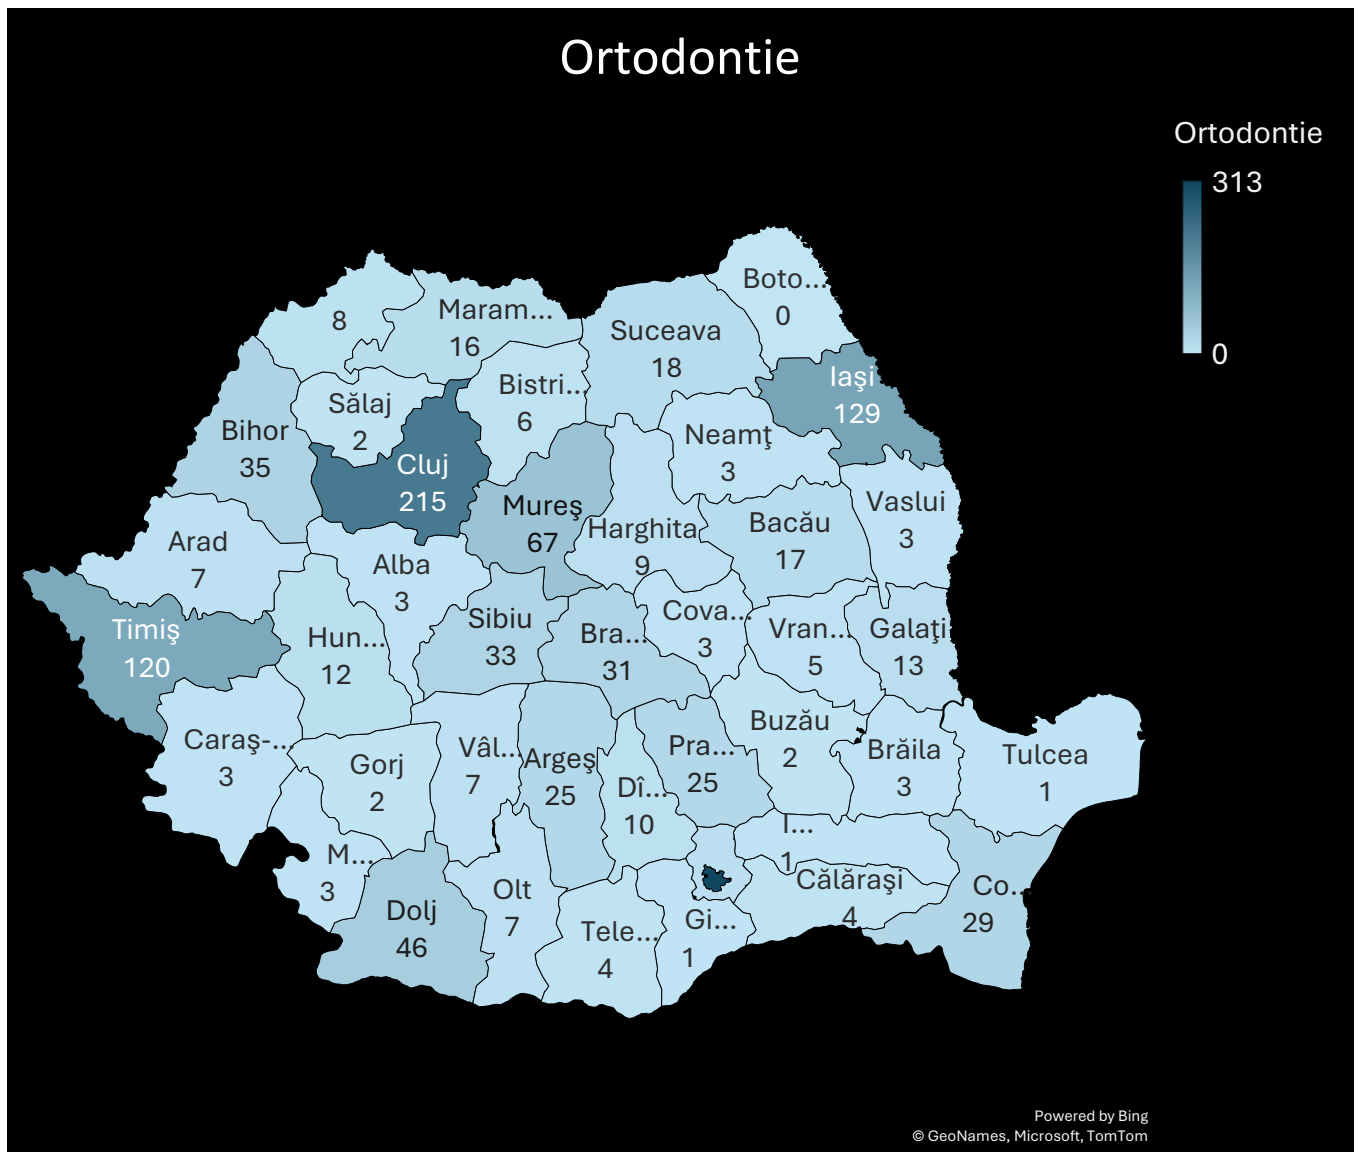 Ortodontie
Ortodontie
313
0
Boto...
0
8
Maram...
16
Suceava
18
Iaşi
129
Bistri...
6
Sălaj
2
Bihor
35
Neamţ
3
Cluj
215
Vaslui
3
Mureş
67
Harghita
9
Bacău
17
Arad
7
Alba
3
Timiş
120
Hun...
12
Sibiu
33
Bra...
31
Cova...
3
Vran...
5
Galaţi
13
Caraş-...
3
Gorj
2
Vâl...
7
Argeş
25
Dî...
10
Pra...
25
Buzău
2
Brăila
3
Tulcea
1
M...
3
I...
1
Călăraşi
4
Co...
29
Dolj
46
Olt
7
Tele...
4
Gi...
1
Powered by Bing
© GeoNames, Microsoft, TomTom